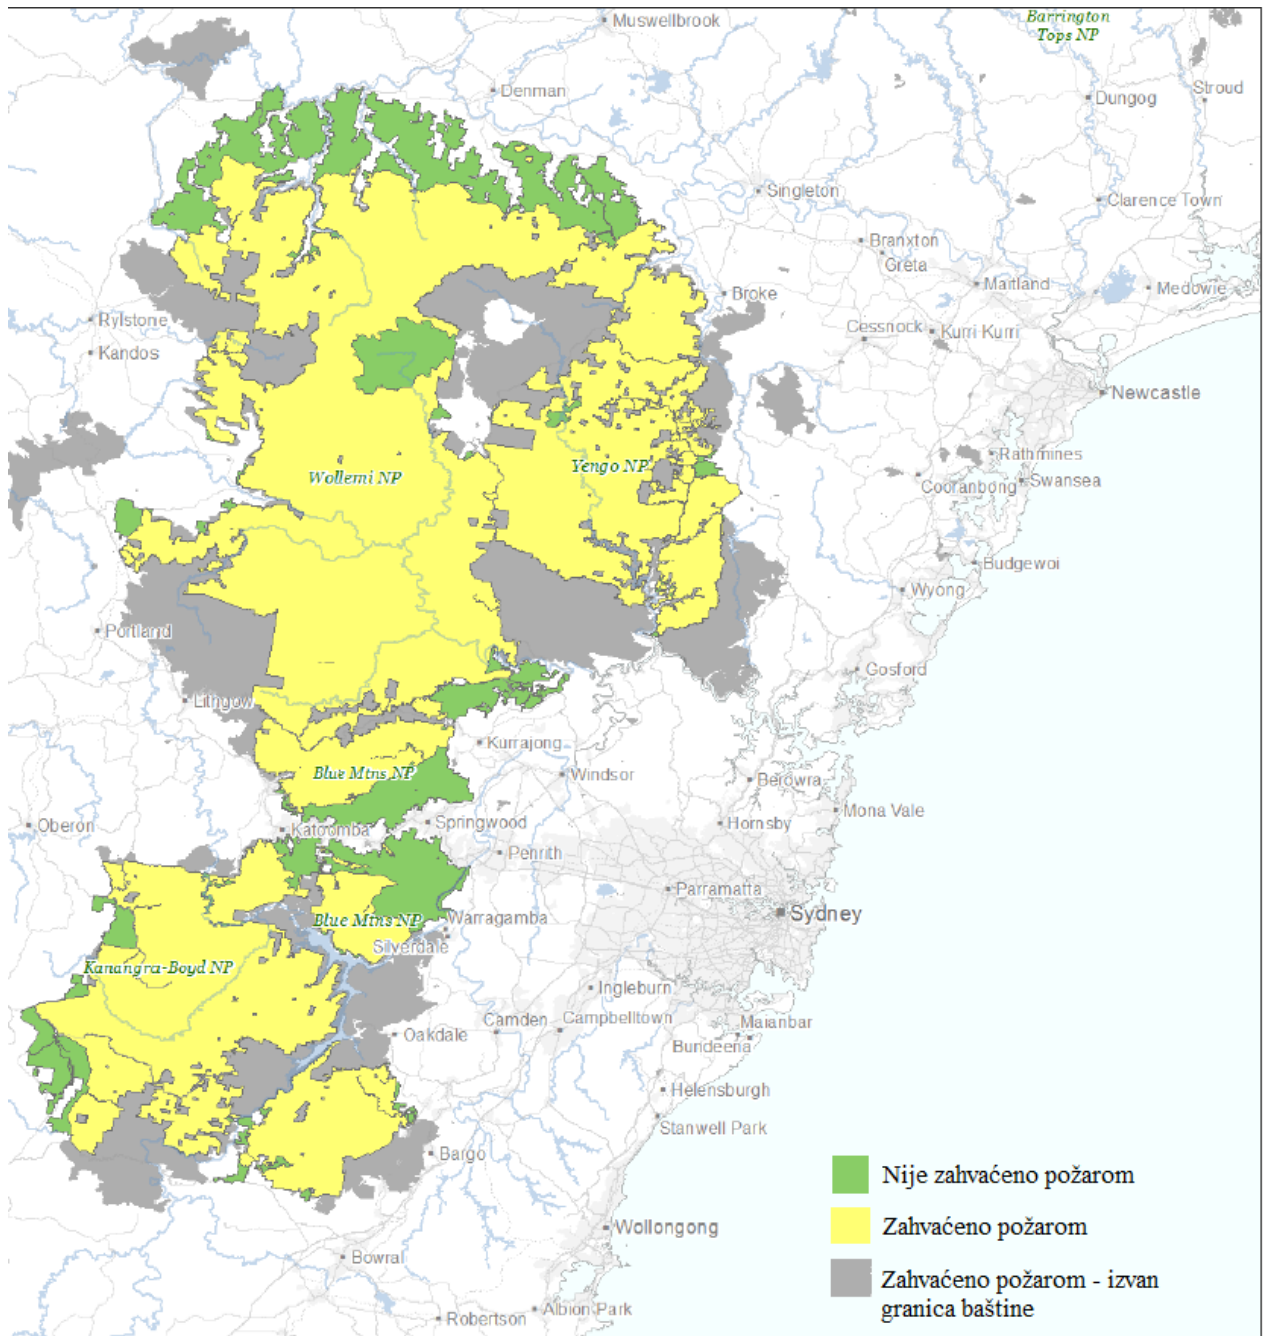 Muswellbrook
Barrington
Tops NP
Denman
Stroud
Dungog
Singleton
Clarence Town
Branxton
Greta
Maitland
Medowie
Broke
Rylstone
Cessnock
Kurri Kurri
Kandos
Newcastle
Rathmines
Yengo NP
Wollemi NP
Swansea
Cooranbong
Budgewoi
Wyong
Portland
Gosford
Lithgow
Kurrajong
Blue Mtns NP
Windsor
Berowra
Mona Vale
Springwood
Hornsby
Oberon
Katoomba
Penrith
Parramatta
Sydney
Blue Mtns NP
Warragamba
Silverdale
Kanangra-Boyd NP
Ingleburn
Camden
Campbelltown
Maianbar
Oakdale
Bundeena
Helensburgh
Stanwell Park
Bargo
Nije zahvaćeno požarom
Zahvaćeno požarom
Wollongong
Bowral
Zahvaćeno požarom - izvan
granica baštine
Albion Park
Robertson